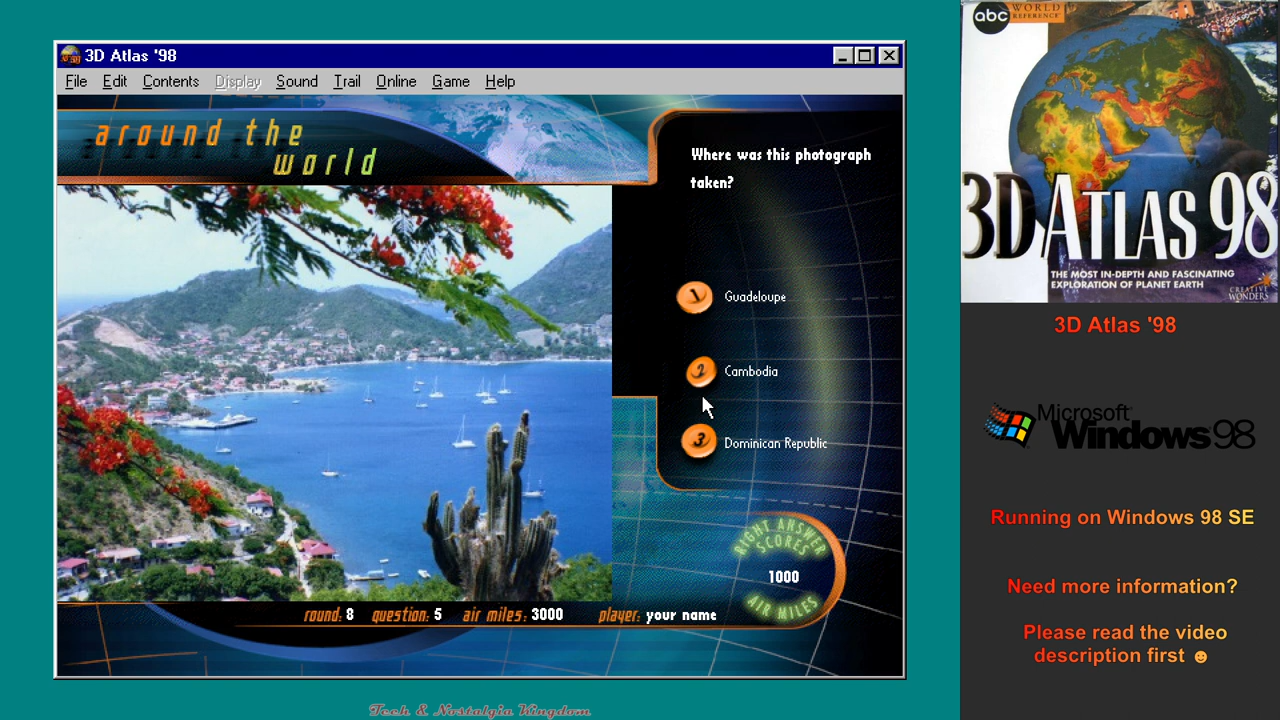 3D Atlas '98
File Edit Contents Display Sound Trail Online Game Help
around the
world
Where was this photograph
taken?
1 Guadeloupe
2 Cambodia
3 Dominican Republic
RIGHT ANSWER
SCORES
1000
AIR MILES
round: 8 question: 5 air miles: 3000 player: your name
Tech & Nostalgia Kingdom
abc WORLD
REFERENCE
3D ATLAS 98
THE MOST IN-DEPTH AND FASCINATING
EXPLORATION OF PLANET EARTH
CREATIVE
WONDERS
3D Atlas '98
Microsoft
Windows 98
Running on Windows 98 SE
Need more information?
Please read the video
description first ☻